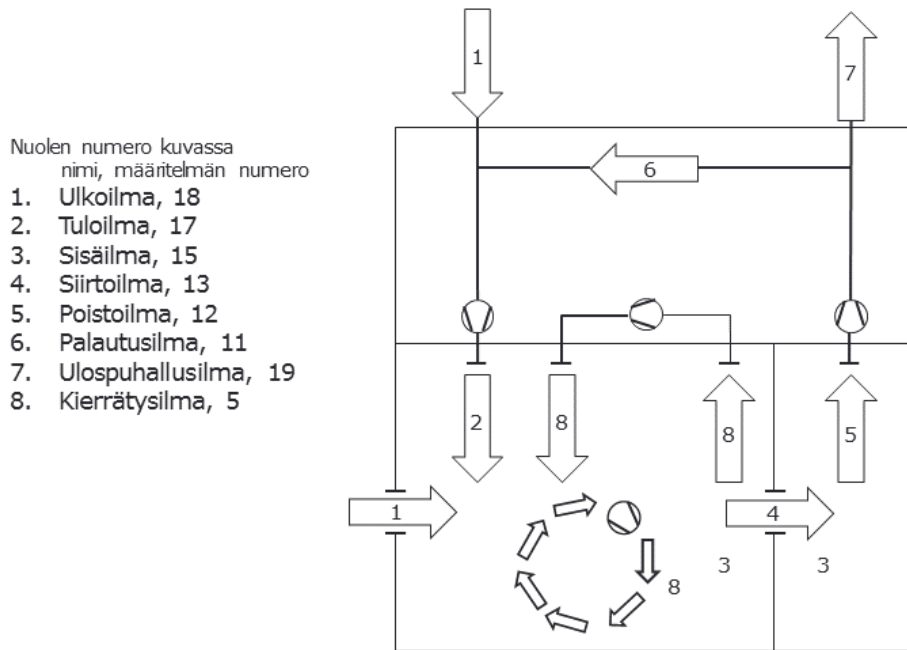 Nuolen numero kuvassa
nimi, määritelmän numero
1. Ulkoilma, 18
2. Tuloilma, 17
3. Sisäilma, 15
4. Siirtoilma, 13
5. Poistoilma, 12
6. Palautusilma, 11
7. Ulospuhallusilma, 19
8. Kierrätysilma, 5
1
7
6
2
8
8
5
1
4
3
3
8